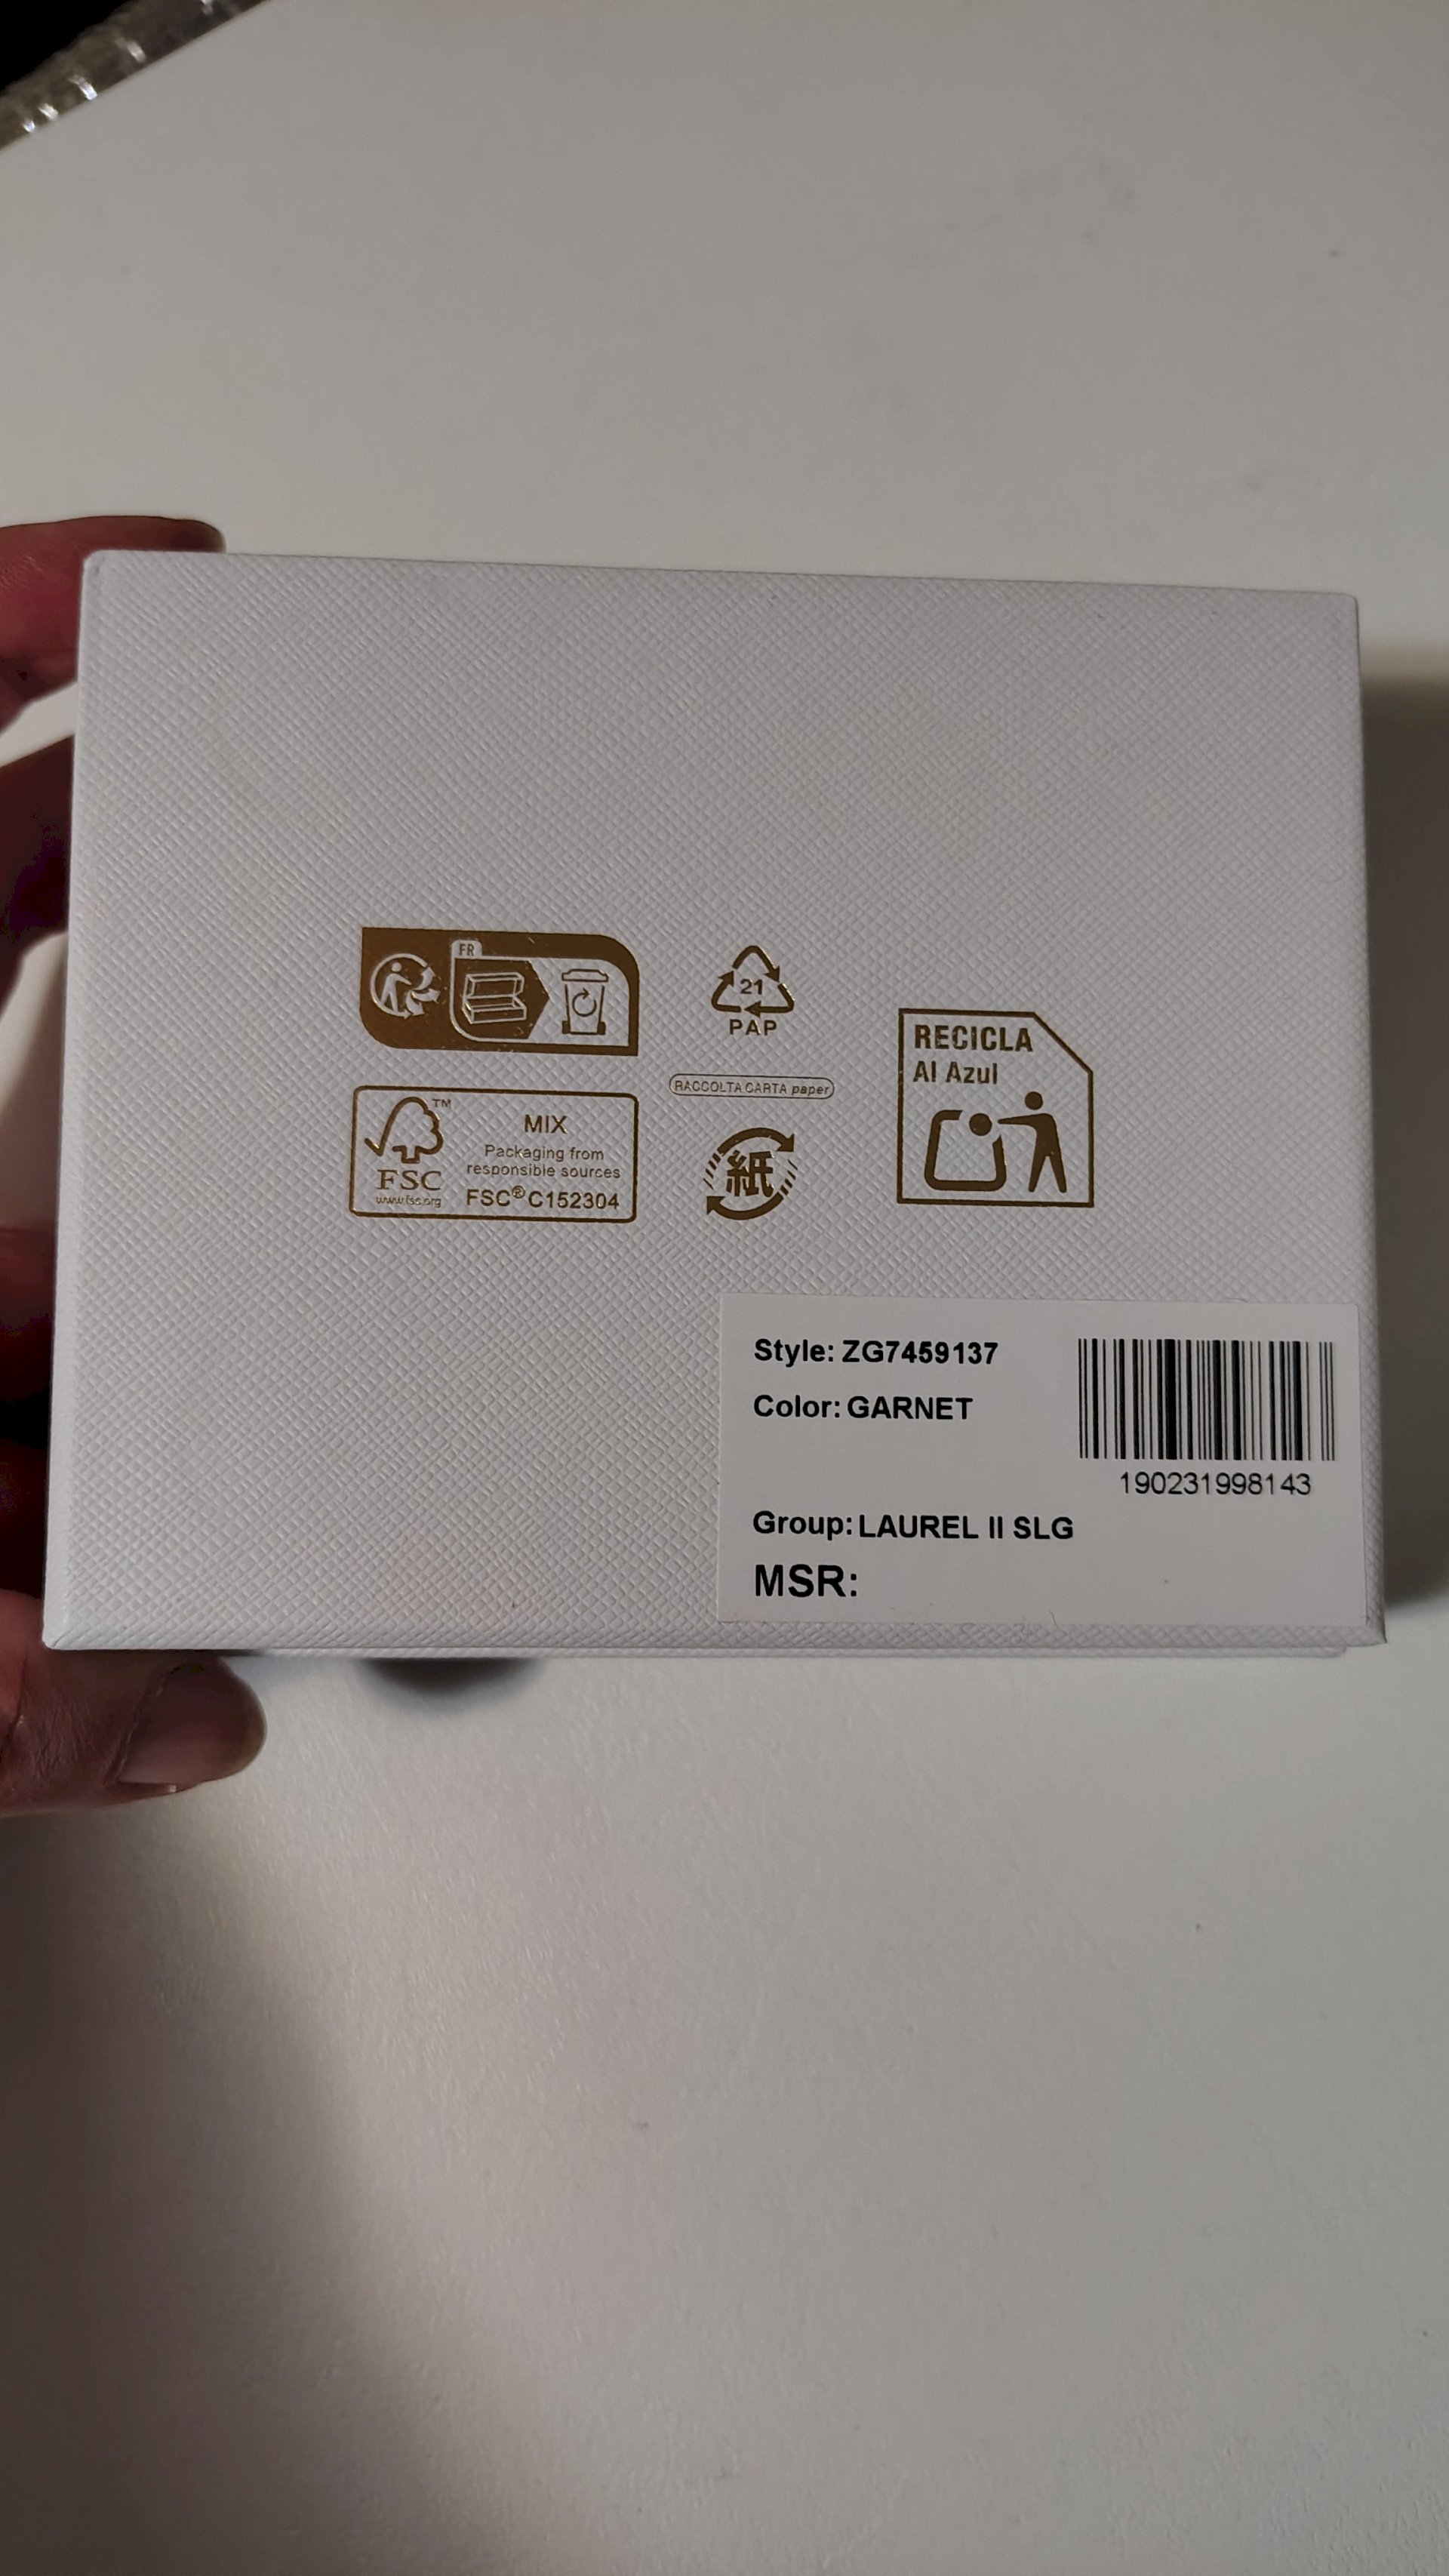 FR
21
PAP
RECICLA
Al Azul
RACCOLTA CARTA paper
紙
TM
FSC
www.fsc.org
MIX
Packaging from
responsible sources
FSC® C152304
Style: ZG7459137
Color: GARNET
190231998143
Group: LAUREL II SLG
MSR: